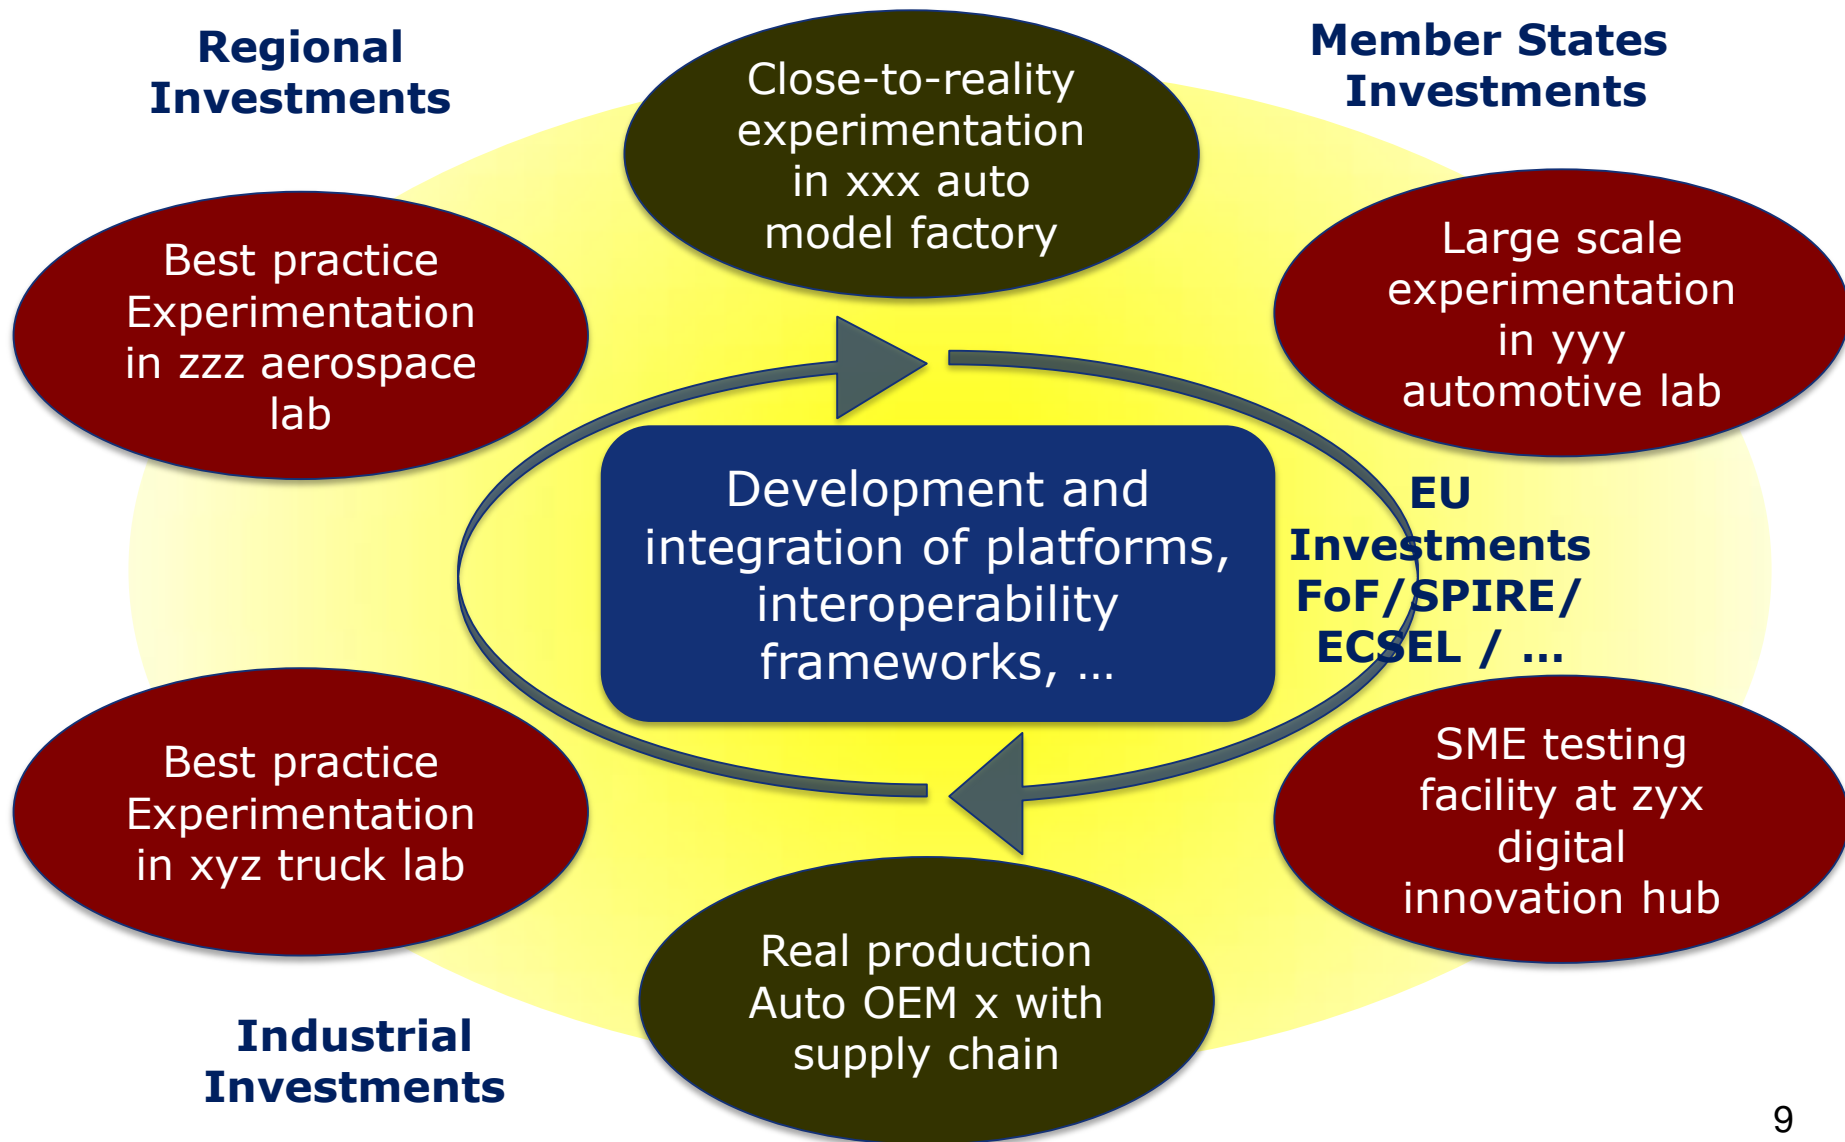 Regional
Investments
Close-to-reality
experimentation
in xxx auto
model factory
Member States
Investments
Best practice
Experimentation
in zzz aerospace
lab
Large scale
experimentation
in yyy
automotive lab
Development and
integration of platforms,
interoperability
frameworks, …
EU
Investments
FoF/SPIRE/
ECSEL / …
Best practice
Experimentation
in xyz truck lab
SME testing
facility at zyx
digital
innovation hub
Real production
Auto OEM x with
supply chain
Industrial
Investments
9